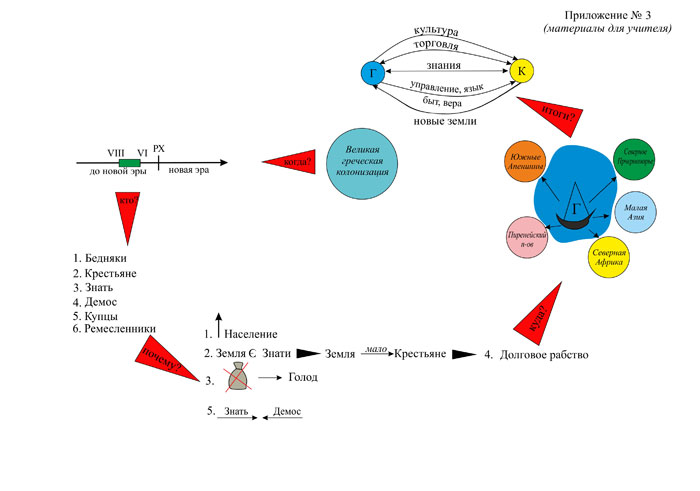 Приложение № 3
(материалы для учителя)
культура
торговля
знания
Г
К
управление, язык
быт, вера
новые земли
итоги?
VIII VI РХ
до новой эры новая эра
когда?
Великая
греческая
колонизация
Южные
Апеннины
Северное
Причерноморье
Г
Малая
Азия
Пиренейский
п-ов
Северная
Африка
кто?
1. Бедняки
2. Крестьяне
3. Знать
4. Демос
5. Купцы
6. Ремесленники
куда?
почему?
1. Население
2. Земля Є Знати Земля мало Крестьяне 4. Долговое рабство
3. Голод
5. Знать Демос